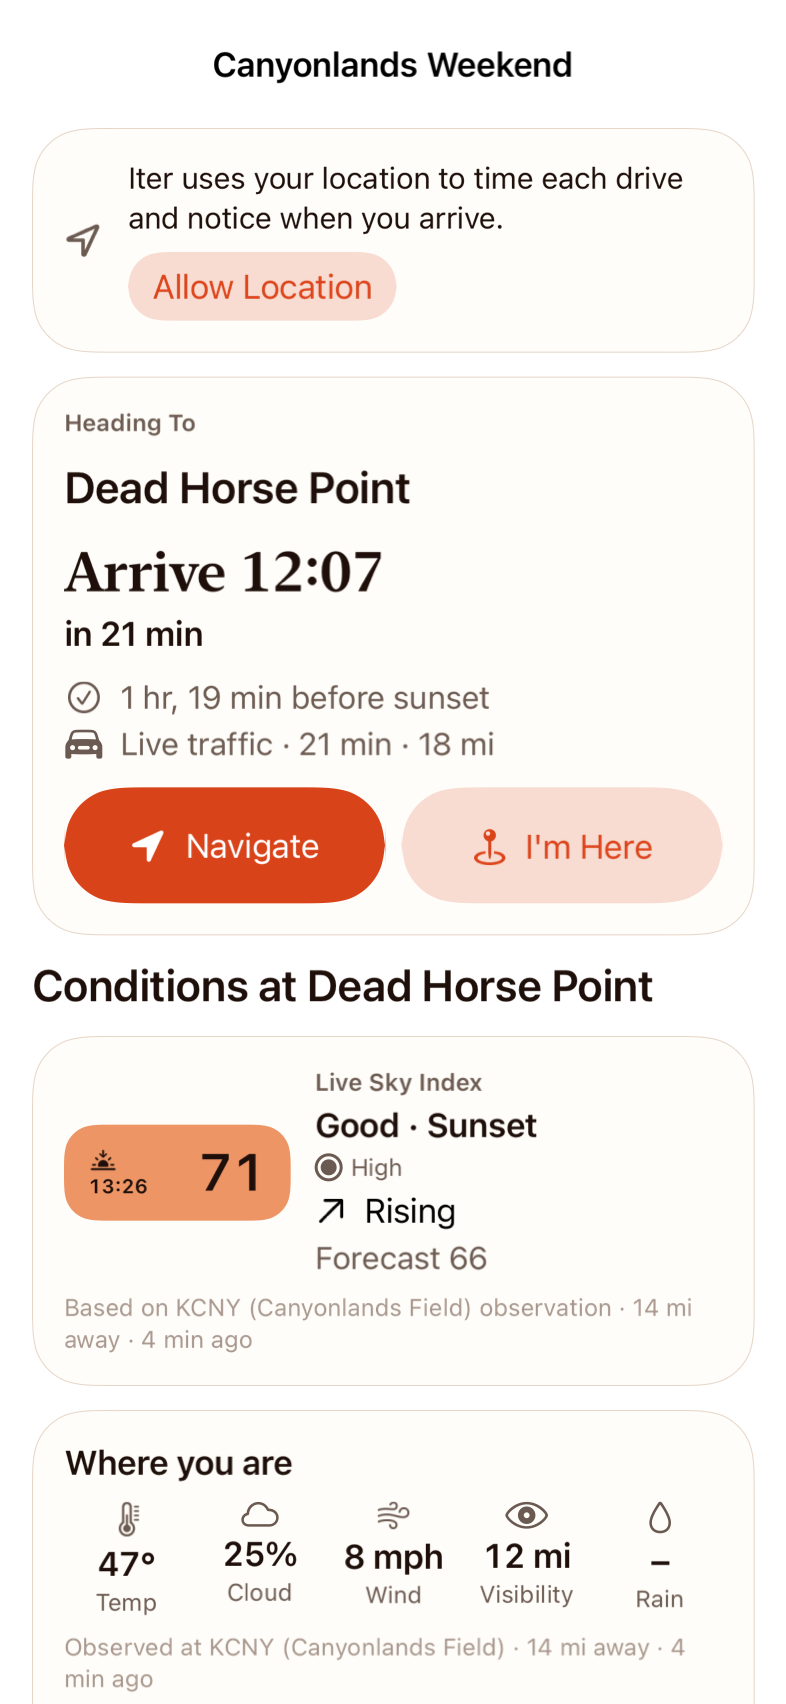 Canyonlands Weekend
Iter uses your location to time each drive
and notice when you arrive.
Allow Location
Heading To
Dead Horse Point
Arrive 12:07
in 21 min
1 hr, 19 min before sunset
Live traffic · 21 min · 18 mi
Navigate
I'm Here
Conditions at Dead Horse Point
Live Sky Index
Good · Sunset
13:26
71
High
Rising
Forecast 66
Based on KCNY (Canyonlands Field) observation · 14 mi
away · 4 min ago
Where you are
47° 25% 8 mph 12 mi –
Temp Cloud Wind Visibility Rain
Observed at KCNY (Canyonlands Field) · 14 mi away · 4
min ago